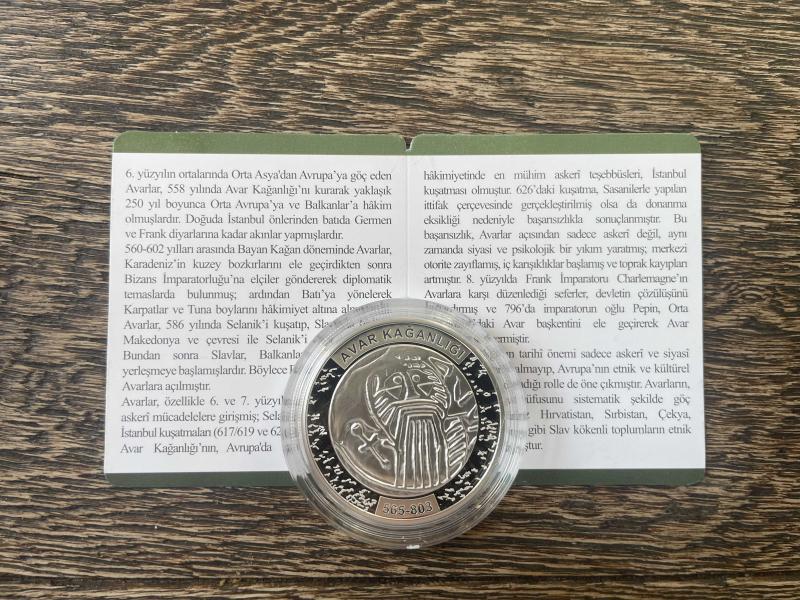 6. yüzyılın ortalarında Orta Asya'dan Avrupa'ya göç eden
Avarlar, 558 yılında Avar Kağanlığı'nı kurarak yaklaşık
250 yıl boyunca Orta Avrupa'ya ve Balkanlar'a hâkim
olmuşlardır. Doğuda İstanbul önlerinden batıda Germen
ve Frank diyarlarına kadar akınlar yapmışlardır.
560-602 yılları arasında Bayan Kağan döneminde Avarlar,
Karadeniz'in kuzey bozkırlarını ele geçirdikten sonra
Bizans İmparatorluğu'na elçiler göndererek diplomatik
temaslarda bulunmuş; ardından Batı'ya yönelerek
Karpatlar ve Tuna boylarını hâkimiyet altına
Avarlar, 586 yılında Selanik'i kuşatıp,
Makedonya ve çevresi ile Selanik'i
Bundan sonra Slavlar, Balkanla
yerleşmeye başlamışlardır. Böylece
Avarlara açılmıştır.
Avarlar, özellikle 6. ve 7. yüzyıl
askerî mücadelelere girişmiş; Sela
İstanbul kuşatmaları (617/619 ve 62
Avar Kağanlığı'nın, Avrupa'da
hâkimiyetinde en mühim askerî teşebbüsleri, İstanbul
kuşatması olmuştur. 626'daki kuşatma, Sasanilerle yapılan
ittifak çerçevesinde gerçekleştirilmiş olsa da donanma
eksikliği nedeniyle başarısızlıkla sonuçlanmıştır. Bu
başarısızlık, Avarlar açısından sadece askerî değil, aynı
zamanda siyasi ve psikolojik bir yıkım yaratmış; merkezi
otorite zayıflamış, iç karışıklıklar başlamış ve toprak kayıpları
artmıştır. 8. yüzyılda Frank İmparatoru Charlemagne'ın
Avarlara karşı düzenlediği seferler, devletin çözülüşünü
ve 796'da imparatorun oğlu Pepin, Orta
daki Avar başkentini ele geçirerek Avar
ermiştir.
tarihî önemi sadece askerî ve siyasî
almayıp, Avrupa'nın etnik ve kültürel
adığı rolle de öne çıkmıştır. Avarların,
üfusunu sistematik şekilde göç
Hırvatistan, Sırbistan, Çekya,
gibi Slav kökenli toplumların etnik
ştur.
AVAR KAĞANLIĞI
565-803